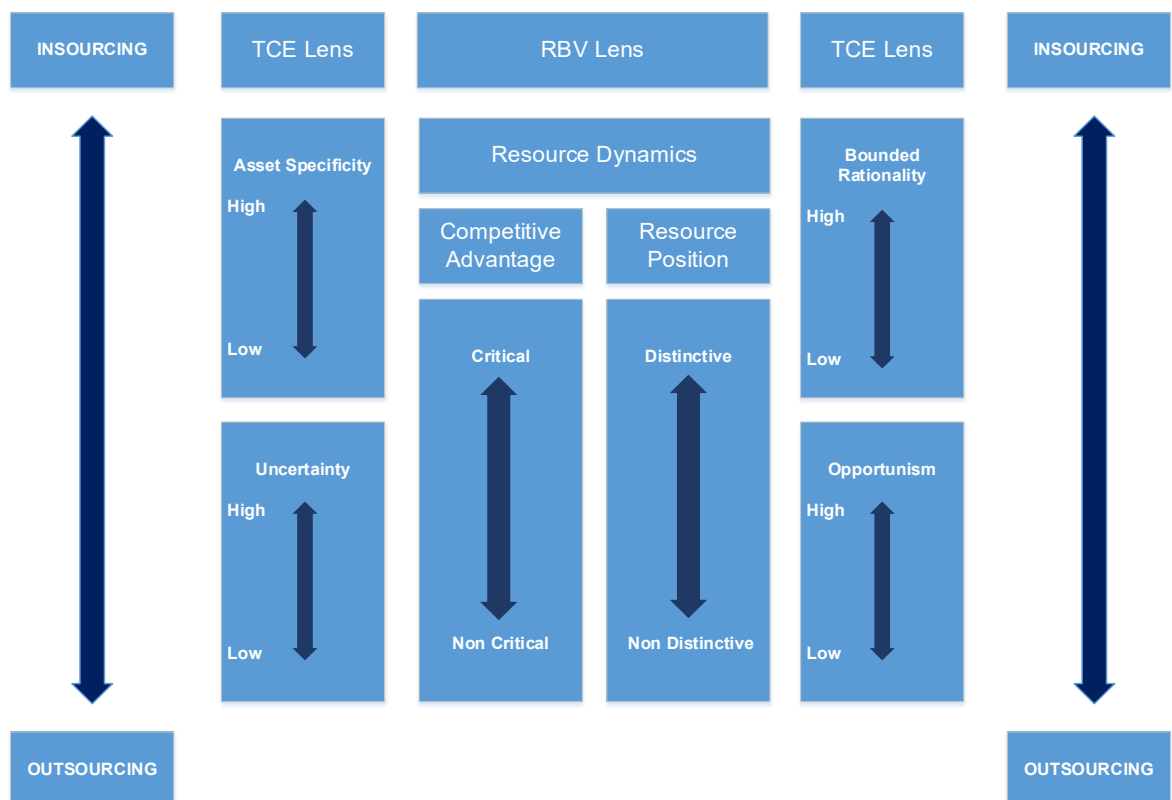 INSOURCING
TCE Lens
RBV Lens
TCE Lens
INSOURCING
Asset Specificity
High
Low
Uncertainty
High
Low
Resource Dynamics
Competitive
Advantage
Critical
Non Critical
Resource
Position
Distinctive
Non Distinctive
Bounded
Rationality
High
Low
Opportunism
High
Low
OUTSOURCING
OUTSOURCING